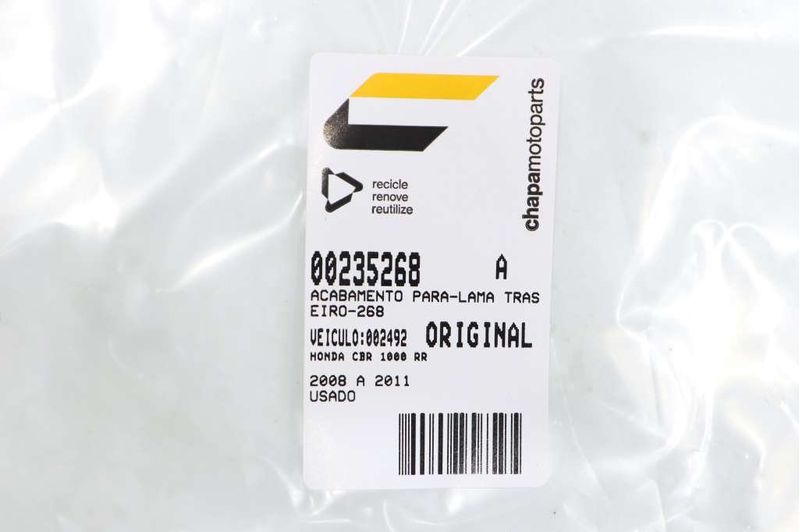 chapamotoparts
recicle
renove
reutilize
00235268 A
ACABAMENTO PARA-LAMA TRAS
EIRO-268
VEICULO:002492 ORIGINAL
HONDA CBR 1000 RR
2008 A 2011
USADO